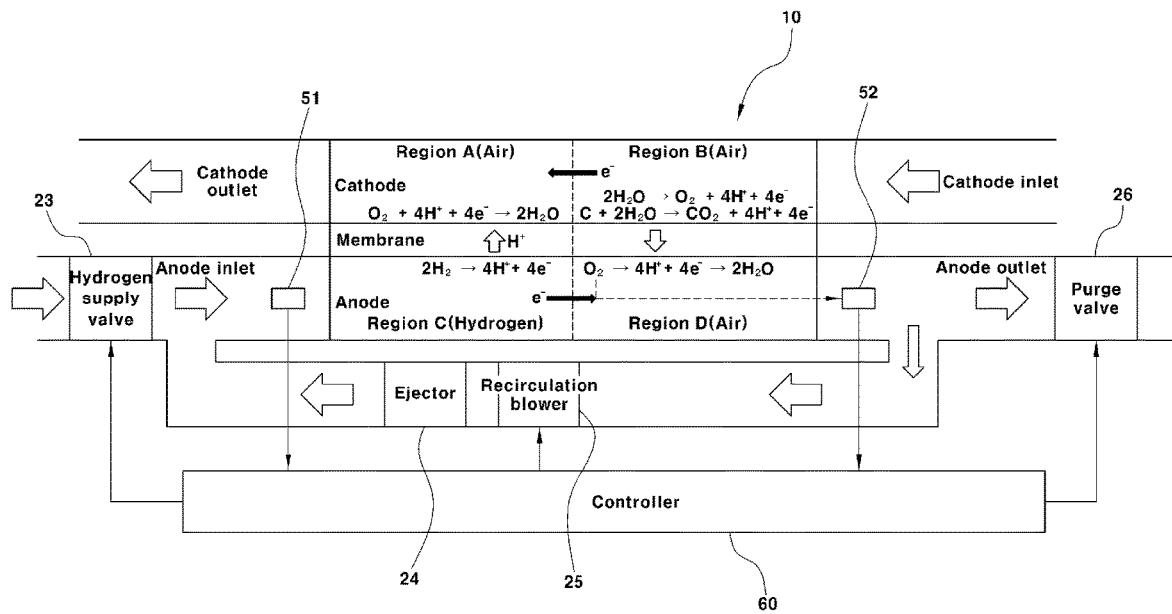 10
51
52
Region A(Air)
Region B(Air)
Cathode
outlet
e⁻
Cathode inlet
Cathode
2H₂O → O₂ + 4H⁺ + 4e⁻
23
O₂ + 4H⁺ + 4e⁻ → 2H₂O
C + 2H₂O → CO₂ + 4H⁺+ 4e⁻
26
Membrane
H⁺
Anode inlet
2H₂ → 4H⁺+ 4e⁻
O₂ → 4H⁺+ 4e⁻ → 2H₂O
Anode outlet
Hydrogen
supply
valve
Purge
valve
Anode
e⁻
Region C(Hydrogen)
Region D(Air)
Ejector
Recirculation
blower
Controller
24
25
60